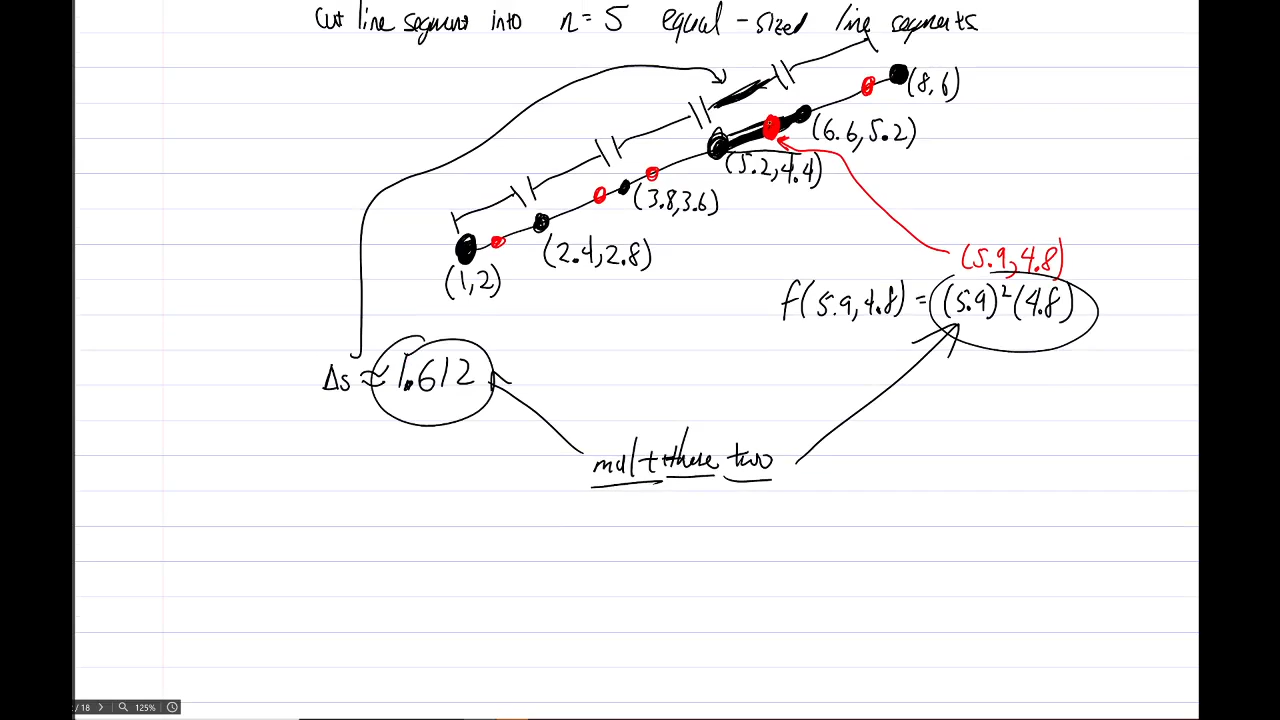 Cut line segment into n = 5 equal-sized line segments
(8,6)
(6.6, 5.2)
(5.2, 4.4)
(3.8, 3.6)
(2.4, 2.8)
(1, 2)
(5.9, 4.8)
f(5.9, 4.8) = (5.9)²(4.8)
Δs ≈ 1.612
mult these two
/ 18 > 125%